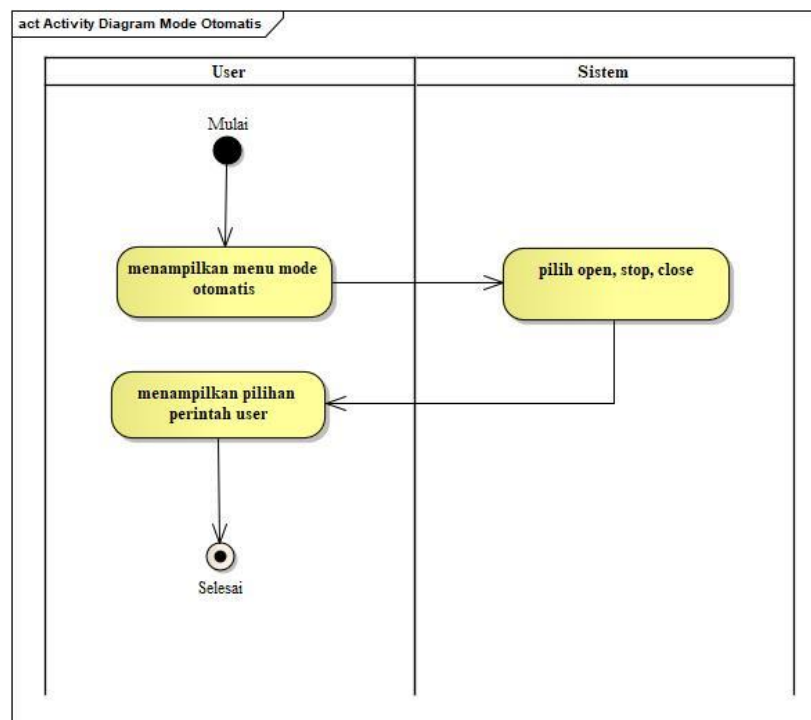 act Activity Diagram Mode Otomatis
User
Sistem
Mulai
menampilkan menu mode
otomatis
pilih open, stop, close
menampilkan pilihan
perintah user
Selesai